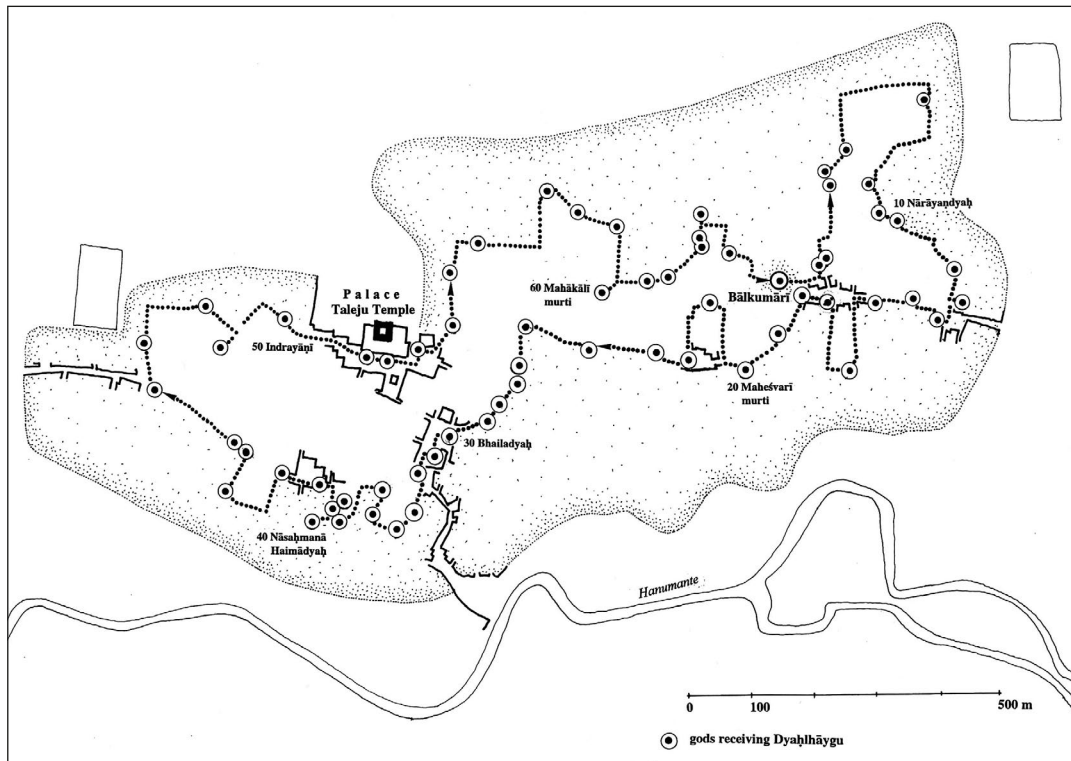 10 Nārāyaṇdyaḥ
Palace
Taleju Temple
60 Mahākālī
murti
Bālkumārī
50 Indrayāṇī
20 Maheśvarī
murti
30 Bhailadyaḥ
40 Nāsaḥmanā
Haimādyaḥ
Hanumante
0 100 500 m
gods receiving Dyaḥlhāygu